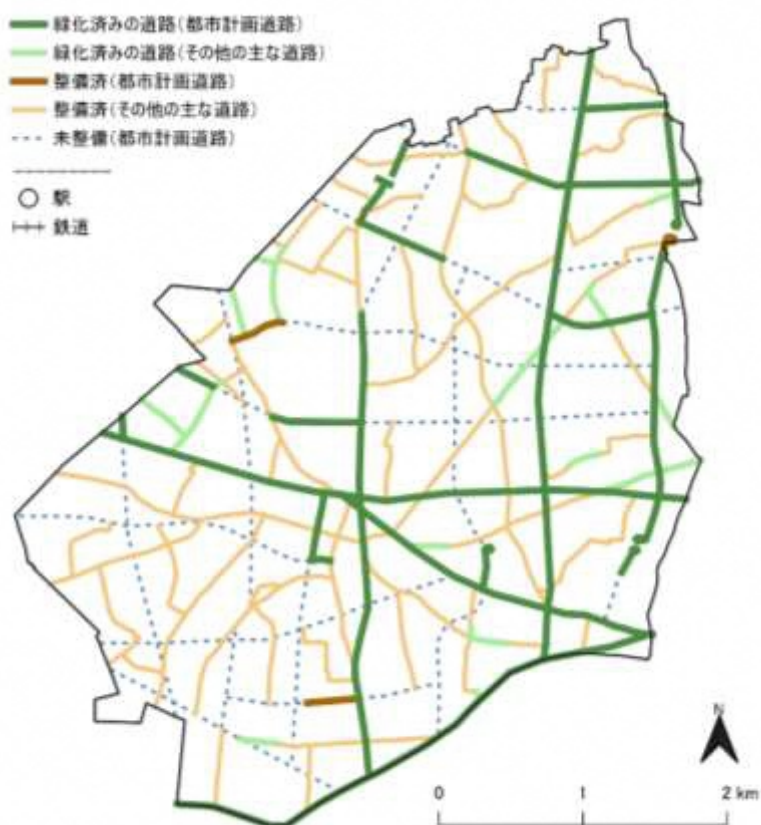 緑化済みの道路(都市計画道路)
緑化済みの道路(その他の主な道路)
整備済(都市計画道路)
整備済(その他の主な道路)
未整備(都市計画道路)
駅
鉄道
N
0 1 2 km